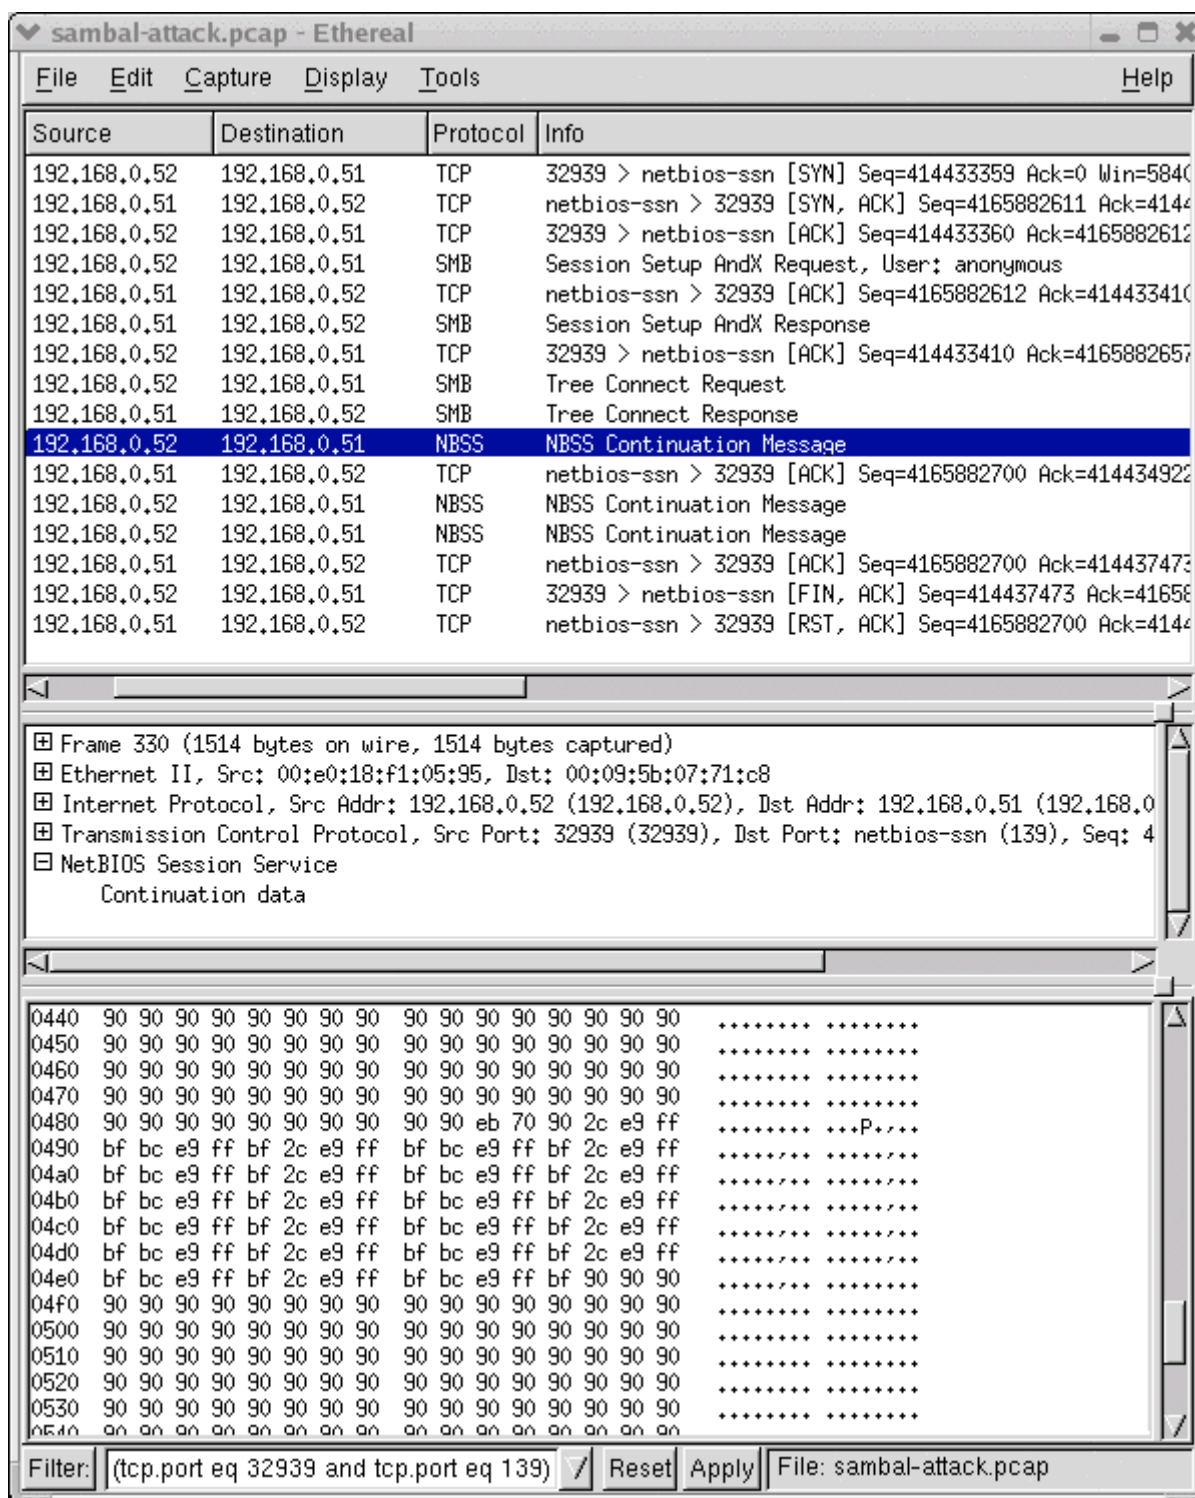 sambal-attack.pcap - Ethereal
File Edit Capture Display Tools Help
Source Destination Protocol Info
192.168.0.52 192.168.0.51 TCP 32939 > netbios-ssn [SYN] Seq=414433359 Ack=0 Win=5840
192.168.0.51 192.168.0.52 TCP netbios-ssn > 32939 [SYN, ACK] Seq=4165882611 Ack=4144
192.168.0.52 192.168.0.51 TCP 32939 > netbios-ssn [ACK] Seq=414433360 Ack=4165882612
192.168.0.52 192.168.0.51 SMB Session Setup AndX Request, User: anonymous
192.168.0.51 192.168.0.52 TCP netbios-ssn > 32939 [ACK] Seq=4165882612 Ack=414433410
192.168.0.51 192.168.0.52 SMB Session Setup AndX Response
192.168.0.52 192.168.0.51 TCP 32939 > netbios-ssn [ACK] Seq=414433410 Ack=4165882657
192.168.0.52 192.168.0.51 SMB Tree Connect Request
192.168.0.51 192.168.0.52 SMB Tree Connect Response
192.168.0.52 192.168.0.51 NBSS NBSS Continuation Message
192.168.0.51 192.168.0.52 TCP netbios-ssn > 32939 [ACK] Seq=4165882700 Ack=414434922
192.168.0.52 192.168.0.51 NBSS NBSS Continuation Message
192.168.0.52 192.168.0.51 NBSS NBSS Continuation Message
192.168.0.51 192.168.0.52 TCP netbios-ssn > 32939 [ACK] Seq=4165882700 Ack=414437473
192.168.0.52 192.168.0.51 TCP 32939 > netbios-ssn [FIN, ACK] Seq=414437473 Ack=41658
192.168.0.51 192.168.0.52 TCP netbios-ssn > 32939 [RST, ACK] Seq=4165882700 Ack=4144
Frame 330 (1514 bytes on wire, 1514 bytes captured)
Ethernet II, Src: 00:e0:18:f1:05:95, Dst: 00:09:5b:07:71:c8
Internet Protocol, Src Addr: 192.168.0.52 (192.168.0.52), Dst Addr: 192.168.0.51 (192.168.0
Transmission Control Protocol, Src Port: 32939 (32939), Dst Port: netbios-ssn (139), Seq: 4
NetBIOS Session Service
Continuation data
0440 90 90 90 90 90 90 90 90 90 90 90 90 90 90 90 90 ........ ........
0450 90 90 90 90 90 90 90 90 90 90 90 90 90 90 90 90 ........ ........
0460 90 90 90 90 90 90 90 90 90 90 90 90 90 90 90 90 ........ ........
0470 90 90 90 90 90 90 90 90 90 90 90 90 90 90 90 90 ........ ........
0480 90 90 90 90 90 90 90 90 90 90 eb 70 90 2c e9 ff ........ ...p.,..
0490 bf bc e9 ff bf 2c e9 ff bf bc e9 ff bf 2c e9 ff .....,.. .....,..
04a0 bf bc e9 ff bf 2c e9 ff bf bc e9 ff bf 2c e9 ff .....,.. .....,..
04b0 bf bc e9 ff bf 2c e9 ff bf bc e9 ff bf 2c e9 ff .....,.. .....,..
04c0 bf bc e9 ff bf 2c e9 ff bf bc e9 ff bf 2c e9 ff .....,.. .....,..
04d0 bf bc e9 ff bf 2c e9 ff bf bc e9 ff bf 2c e9 ff .....,.. .....,..
04e0 bf bc e9 ff bf 2c e9 ff bf bc e9 ff bf 90 90 90 .....,.. ........
04f0 90 90 90 90 90 90 90 90 90 90 90 90 90 90 90 90 ........ ........
0500 90 90 90 90 90 90 90 90 90 90 90 90 90 90 90 90 ........ ........
0510 90 90 90 90 90 90 90 90 90 90 90 90 90 90 90 90 ........ ........
0520 90 90 90 90 90 90 90 90 90 90 90 90 90 90 90 90 ........ ........
0530 90 90 90 90 90 90 90 90 90 90 90 90 90 90 90 90 ........ ........
0540 90 90 90 90 90 90 90 90 90 90 90 90 90 90 90 90
Filter: (tcp.port eq 32939 and tcp.port eq 139) Reset Apply File: sambal-attack.pcap